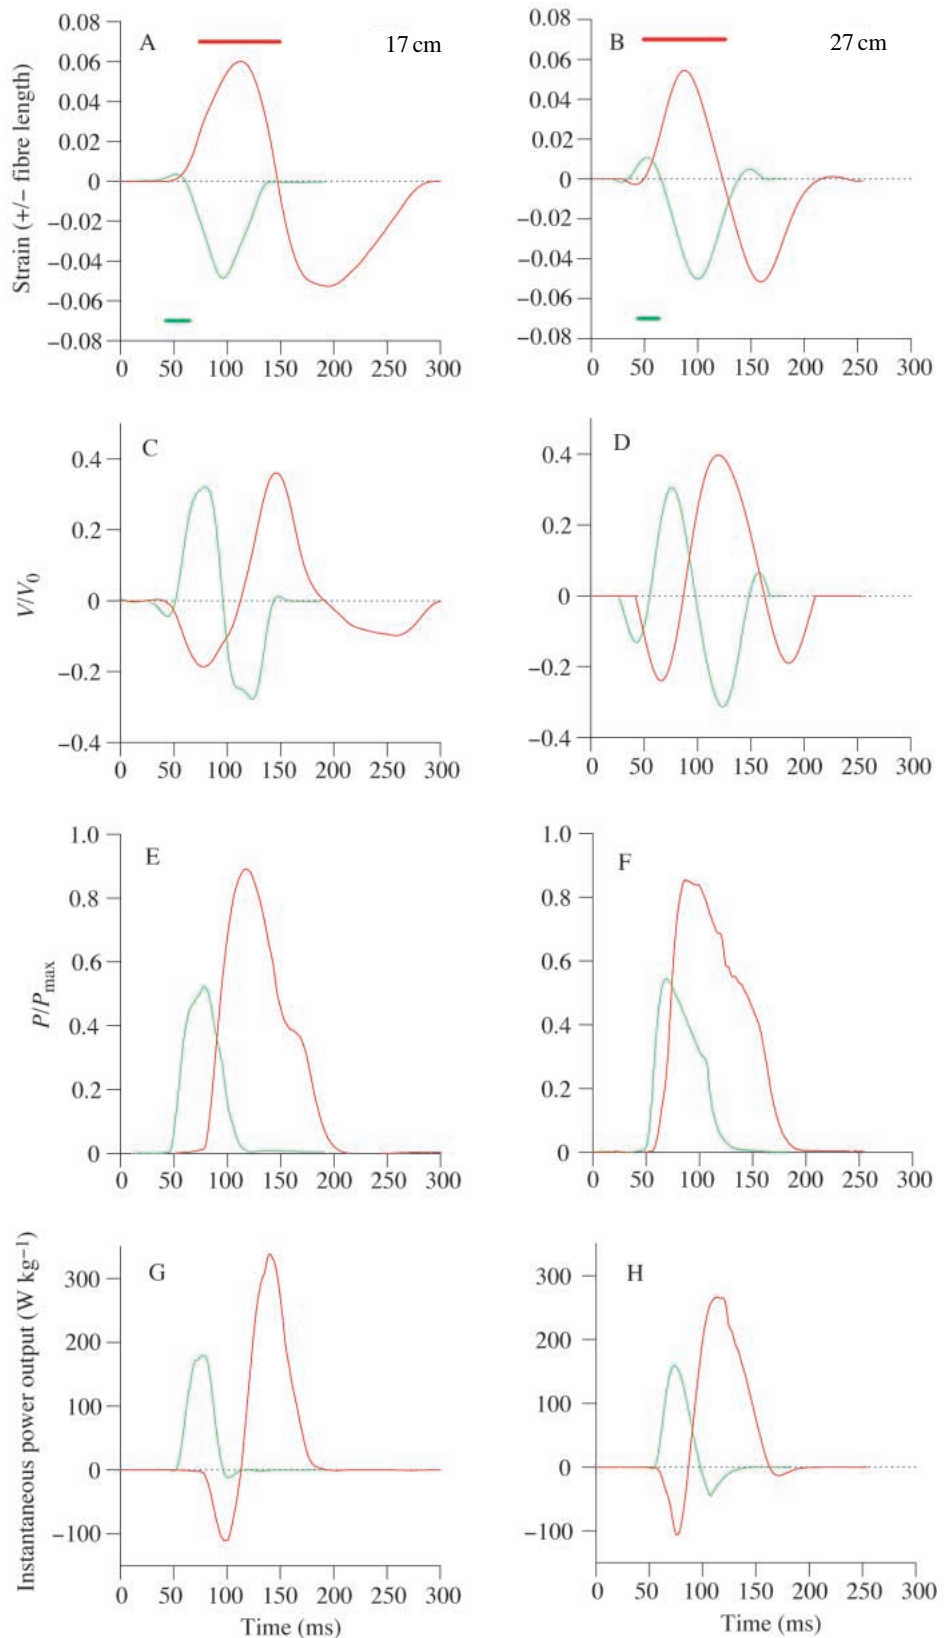 A
17 cm
Strain (+/− fibre length)
0.08
0.06
0.04
0.02
0
−0.02
−0.04
−0.06
−0.08
0 50 100 150 200 250 300
B
27 cm
0.08
0.06
0.04
0.02
0
−0.02
−0.04
−0.06
−0.08
0 50 100 150 200 250 300
C
V/V0
0.4
0.2
0
−0.2
−0.4
0 50 100 150 200 250 300
D
0.4
0.2
0
−0.2
−0.4
0 50 100 150 200 250 300
E
P/Pmax
1.0
0.8
0.6
0.4
0.2
0
0 50 100 150 200 250 300
F
1.0
0.8
0.6
0.4
0.2
0
0 50 100 150 200 250 300
G
Instantaneous power output (W kg−1)
300
200
100
0
−100
0 50 100 150 200 250 300
Time (ms)
H
300
200
100
0
−100
0 50 100 150 200 250 300
Time (ms)